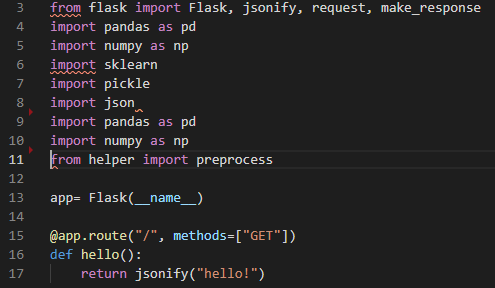 3 from flask import Flask, jsonify, request, make_response
4 import pandas as pd
5 import numpy as np
6 import sklearn
7 import pickle
8 import json
9 import pandas as pd
10 import numpy as np
11 from helper import preprocess
12
13 app= Flask(__name__)
14
15 @app.route("/", methods=["GET"])
16 def hello():
17     return jsonify("hello!")